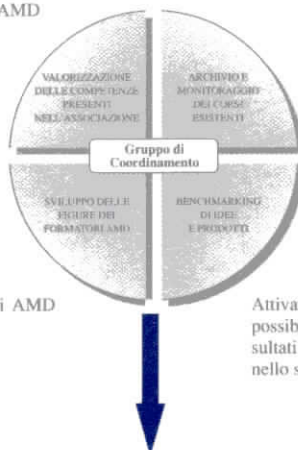 AMD
VALORIZZAZIONE
DELLE COMPETENZE
PRESENTI
NELL'ASSOCIAZIONE
ARCHIVIO E
MONITORAGGIO
DEI CORSI
ESISTENTI
Gruppo di
Coordinamento
SVILUPPO DELLE
FIGURE DEI
FORMATORI AMD
BENCHMARKING
DI IDEE
E PRODOTTI
i AMD
Attiva
possib
sultati
nello s